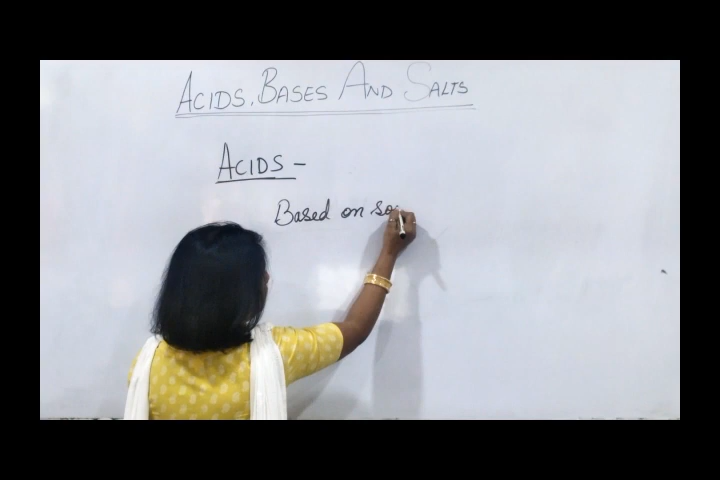 ACIDS, BASES AND SALTS
ACIDS -
Based on